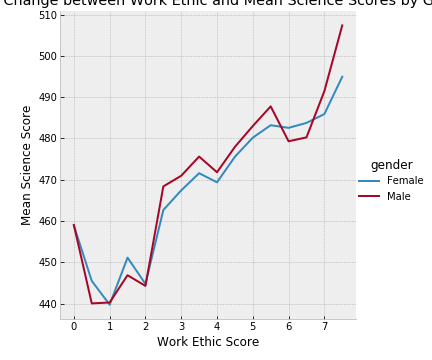 Change between Work Ethic and Mean Science Scores by G
510
500
490
480
470
460
450
440
Mean Science Score
0 1 2 3 4 5 6 7
Work Ethic Score
gender
Female
Male